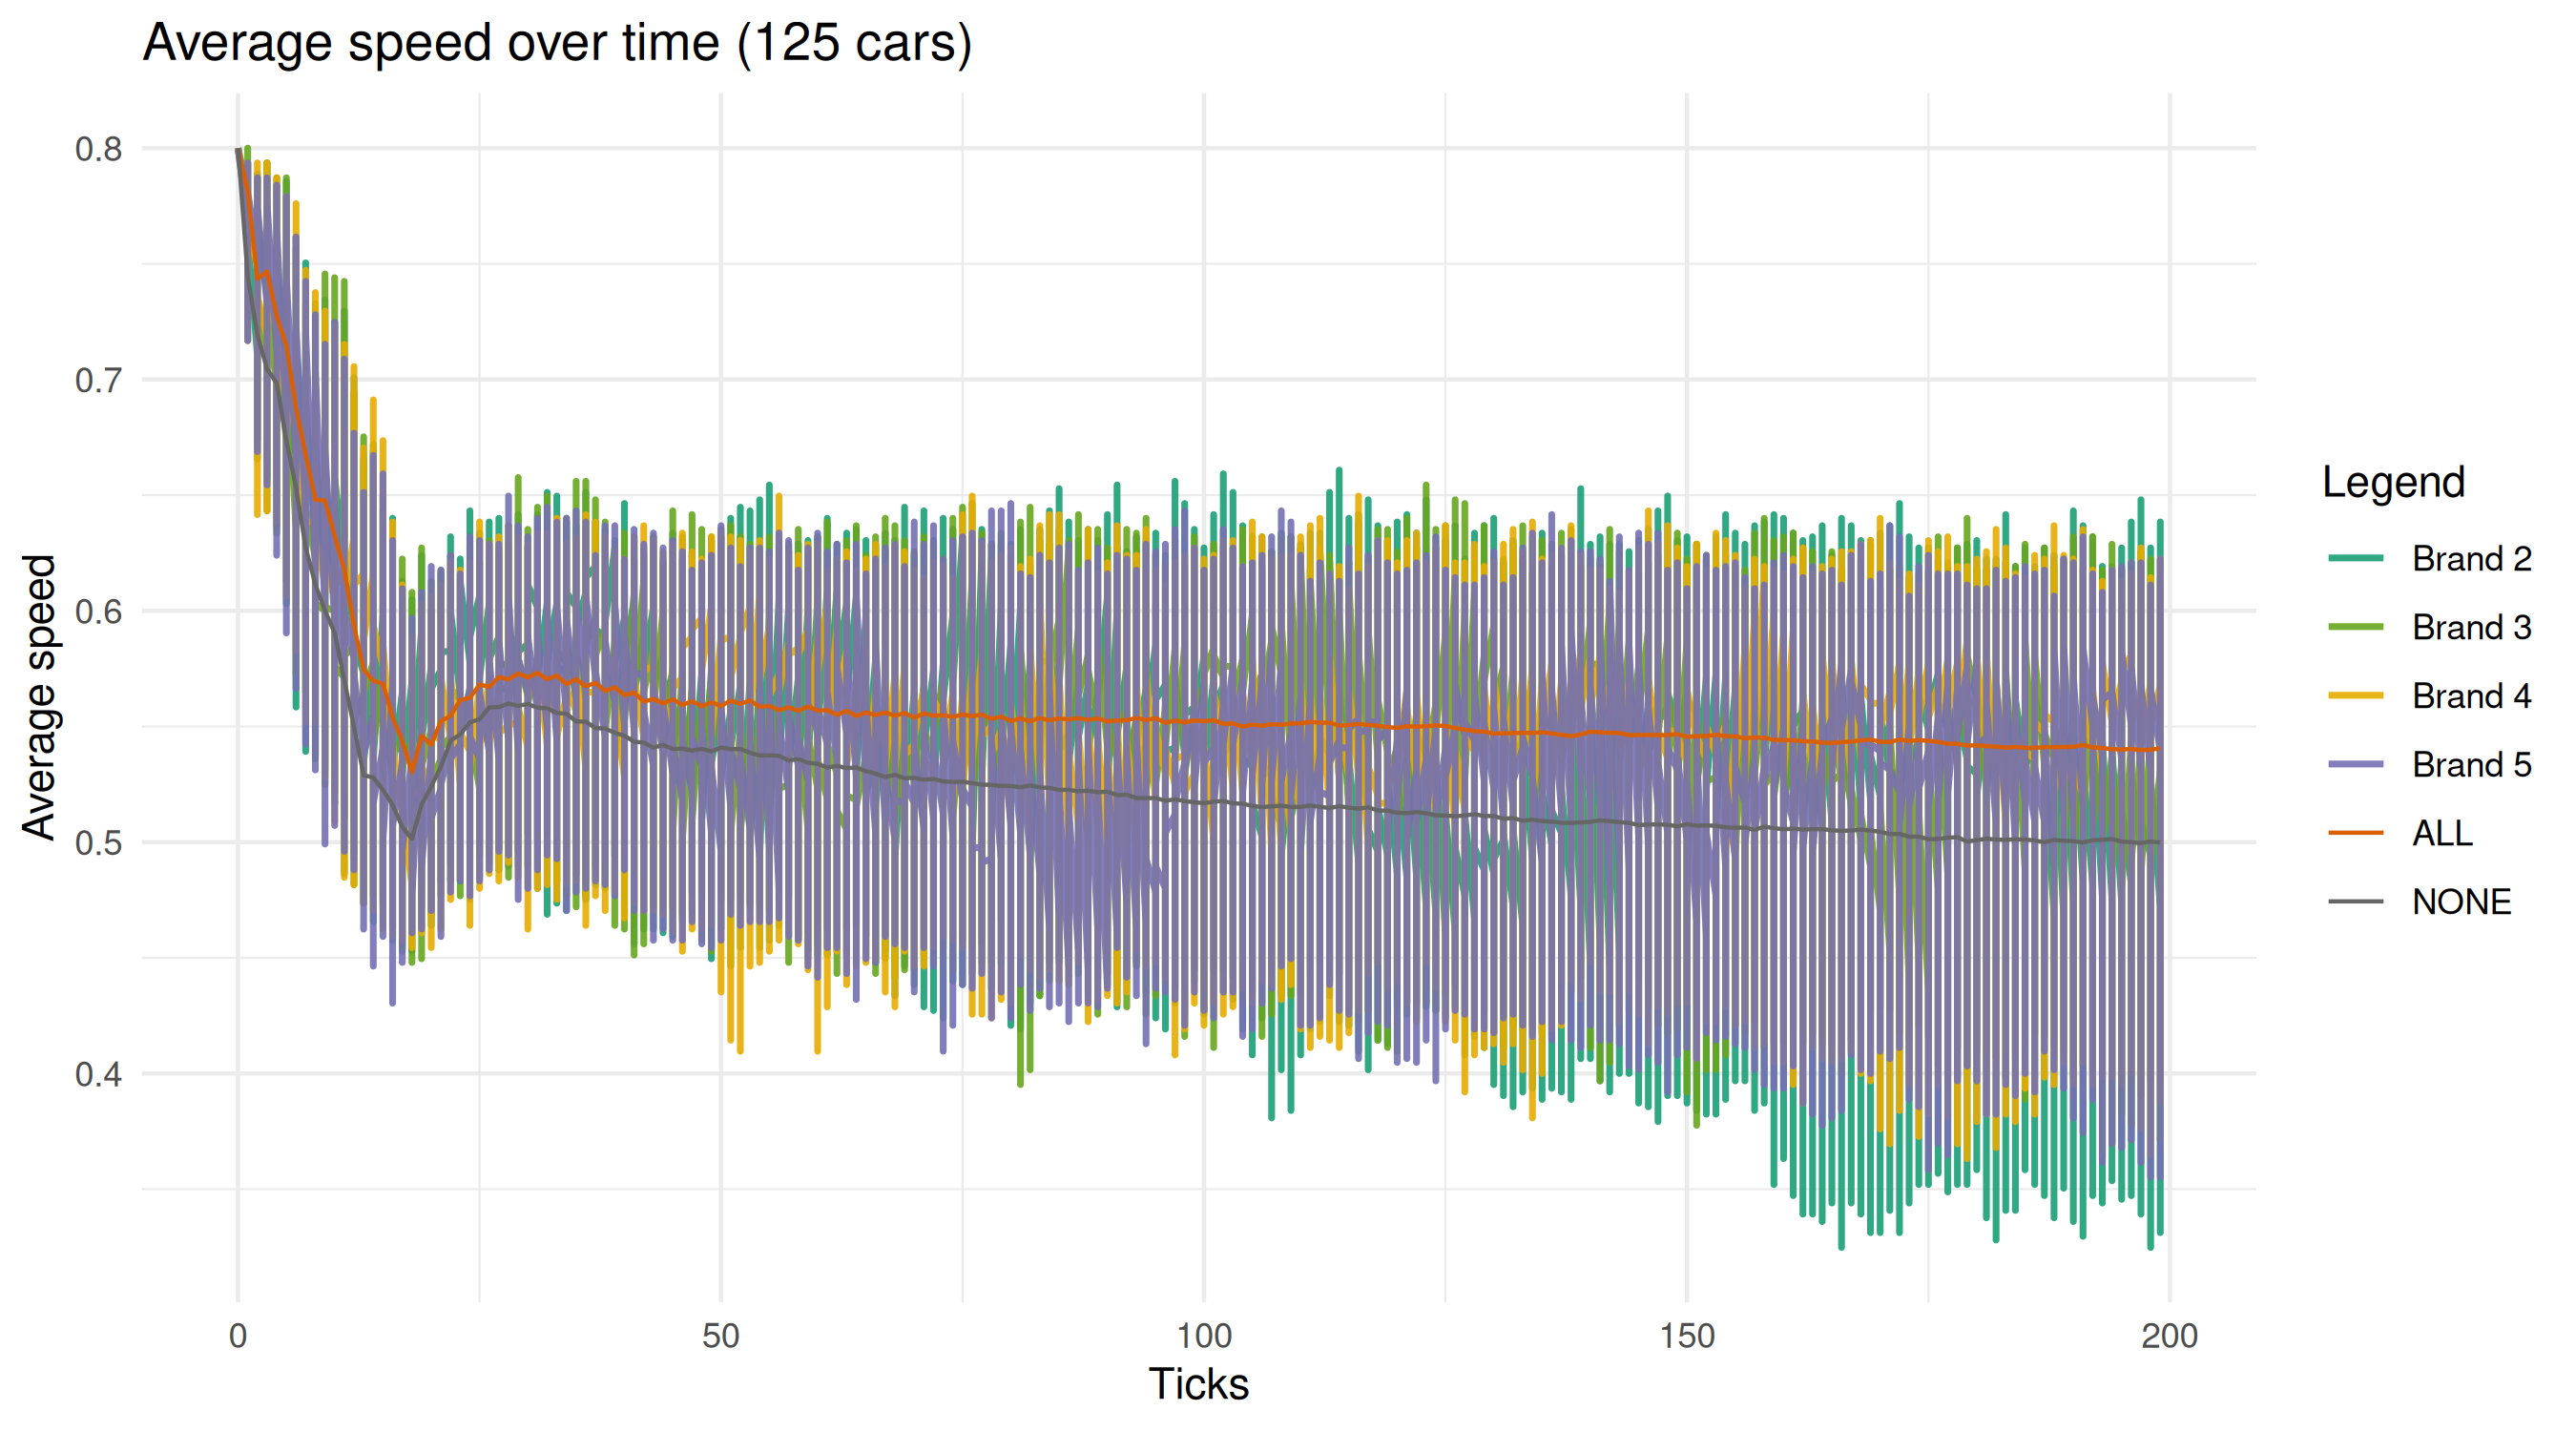 Average speed over time (125 cars)
0.8
0.7
0.6
0.5
0.4
Average speed
0
50
100
150
200
Ticks
Legend
Brand 2
Brand 3
Brand 4
Brand 5
ALL
NONE